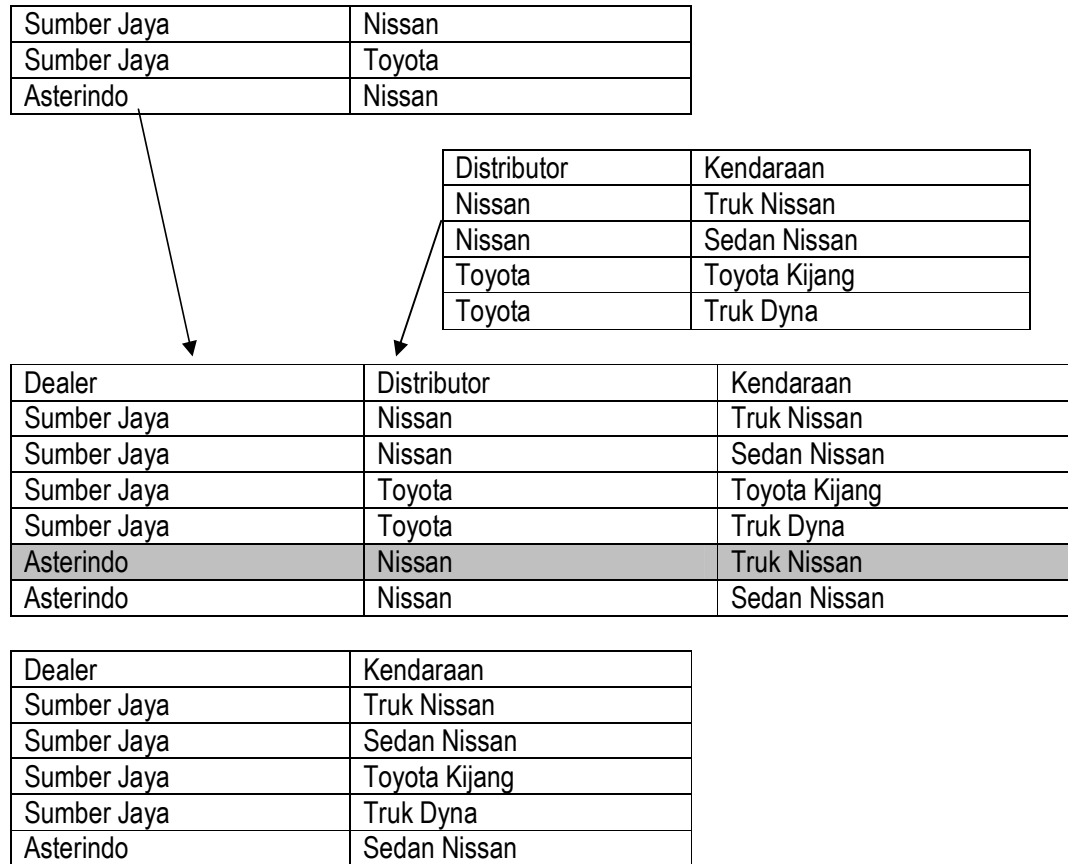 Sumber Jaya Nissan
Sumber Jaya Toyota
Asterindo Nissan
Distributor Kendaraan
Nissan Truk Nissan
Nissan Sedan Nissan
Toyota Toyota Kijang
Toyota Truk Dyna
Dealer Distributor Kendaraan
Sumber Jaya Nissan Truk Nissan
Sumber Jaya Nissan Sedan Nissan
Sumber Jaya Toyota Toyota Kijang
Sumber Jaya Toyota Truk Dyna
Asterindo Nissan Truk Nissan
Asterindo Nissan Sedan Nissan
Dealer Kendaraan
Sumber Jaya Truk Nissan
Sumber Jaya Sedan Nissan
Sumber Jaya Toyota Kijang
Sumber Jaya Truk Dyna
Asterindo Sedan Nissan